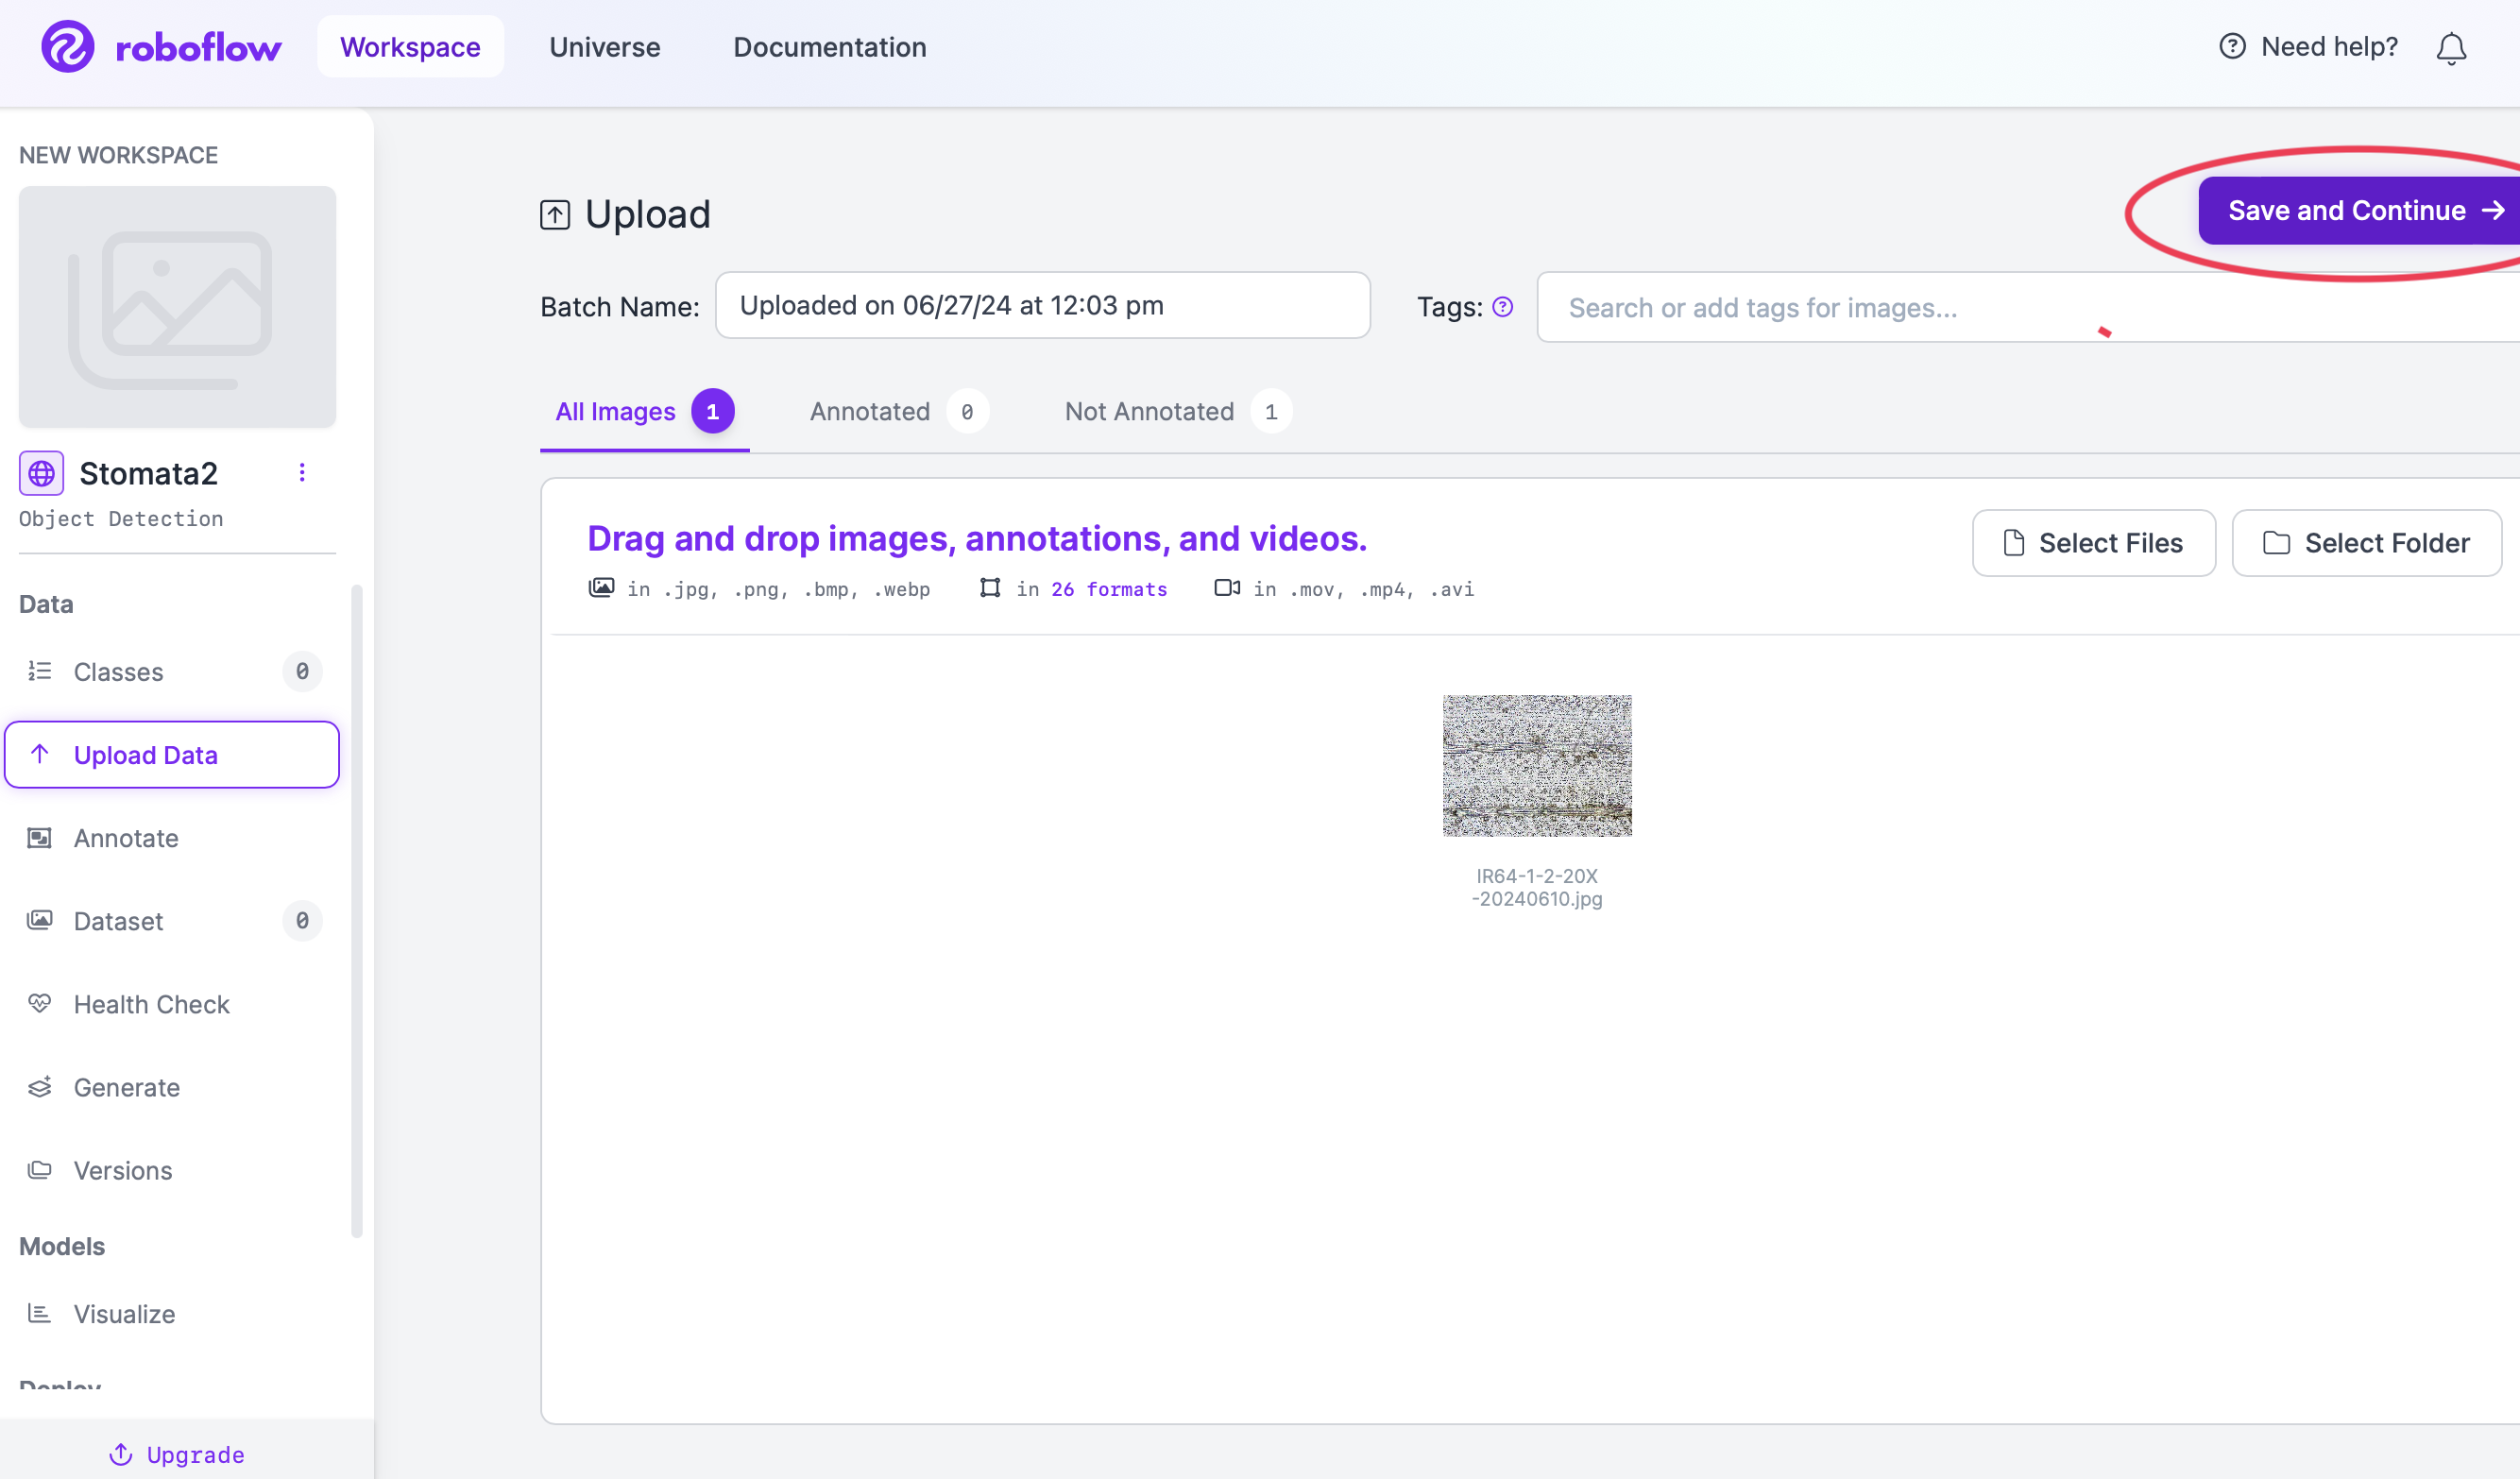 roboflow
Workspace
Universe
Documentation
Need help?
NEW WORKSPACE
Stomata2
Object Detection
Data
Classes 0
Upload Data
Annotate
Dataset 0
Health Check
Generate
Versions
Models
Visualize
Deploy
Upgrade
Upload
Save and Continue →
Batch Name: Uploaded on 06/27/24 at 12:03 pm
Tags: Search or add tags for images...
All Images 1
Annotated 0
Not Annotated 1
Drag and drop images, annotations, and videos.
in .jpg, .png, .bmp, .webp
in 26 formats
in .mov, .mp4, .avi
Select Files
Select Folder
IR64-1-2-20X
-20240610.jpg